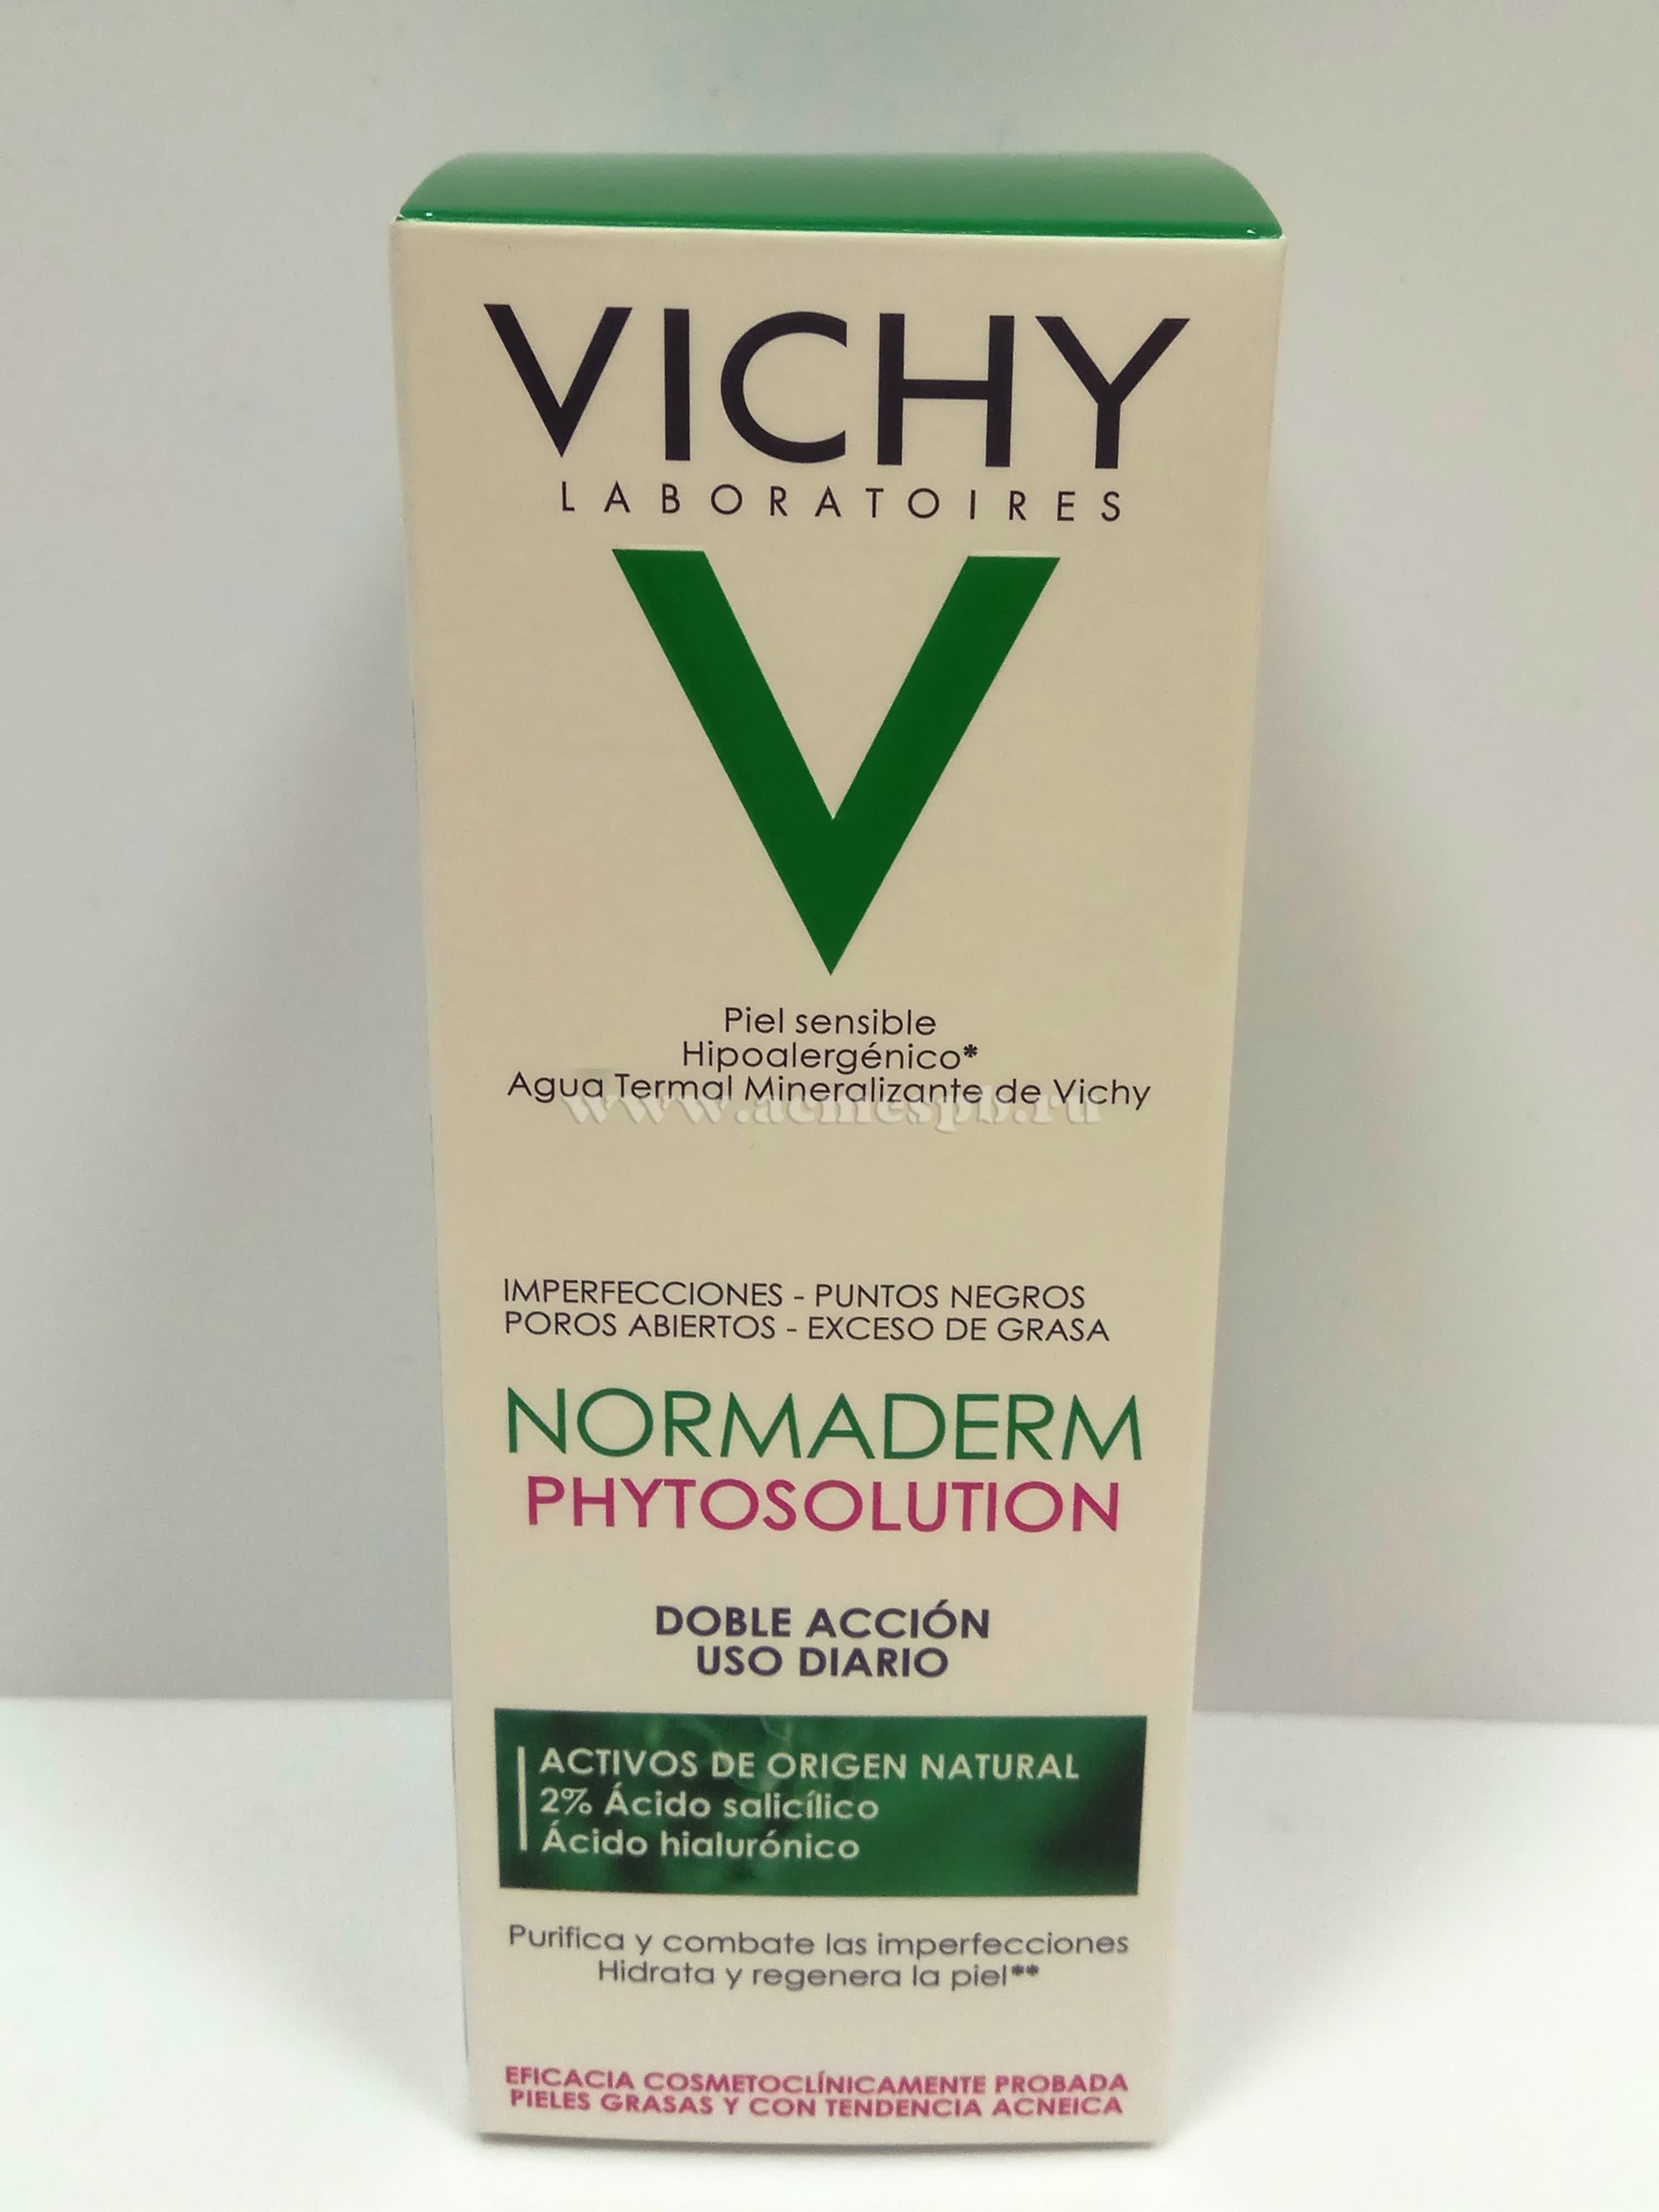 VICHY
LABORATOIRES
V
Piel sensible
Hipoalergénico*
Agua Termal Mineralizante de Vichy
www.acmespb.ru
IMPERFECCIONES - PUNTOS NEGROS
POROS ABIERTOS - EXCESO DE GRASA
NORMADERM
PHYTOSOLUTION
DOBLE ACCIÓN
USO DIARIO
ACTIVOS DE ORIGEN NATURAL
2% Ácido salicílico
Ácido hialurónico
Purifica y combate las imperfecciones
Hidrata y regenera la piel**
EFICACIA COSMETOCLÍNICAMENTE PROBADA
PIELES GRASAS Y CON TENDENCIA ACNEICA